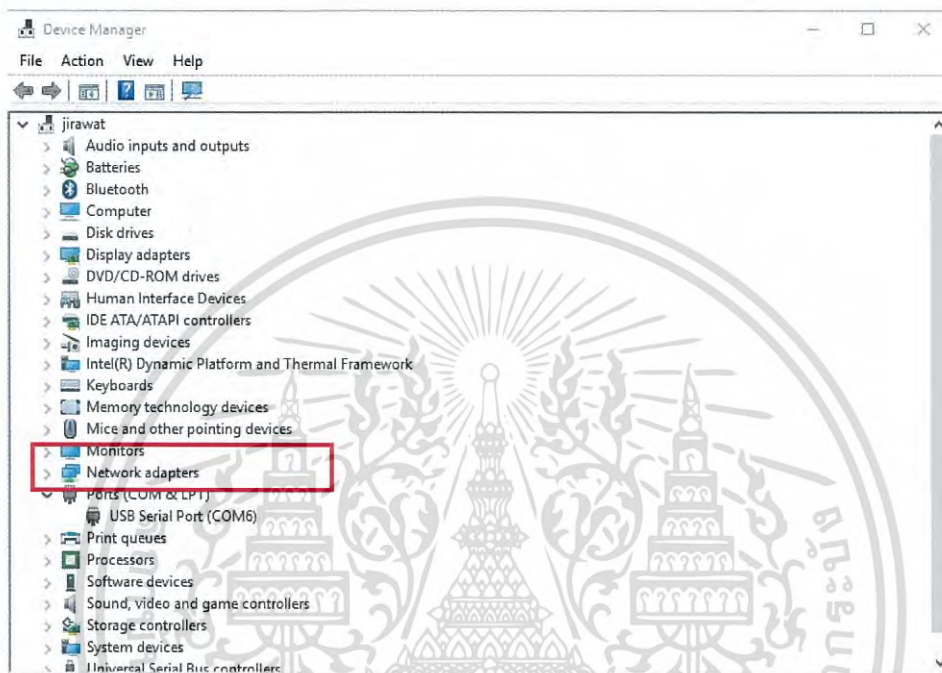 Device Manager
File Action View Help
jirawat
Audio inputs and outputs
Batteries
Bluetooth
Computer
Disk drives
Display adapters
DVD/CD-ROM drives
Human Interface Devices
IDE ATA/ATAPI controllers
Imaging devices
Intel(R) Dynamic Platform and Thermal Framework
Keyboards
Memory technology devices
Mice and other pointing devices
Monitors
Network adapters
Ports (COM & LPT)
USB Serial Port (COM6)
Print queues
Processors
Software devices
Sound, video and game controllers
Storage controllers
System devices
Universal Serial Bus controllers